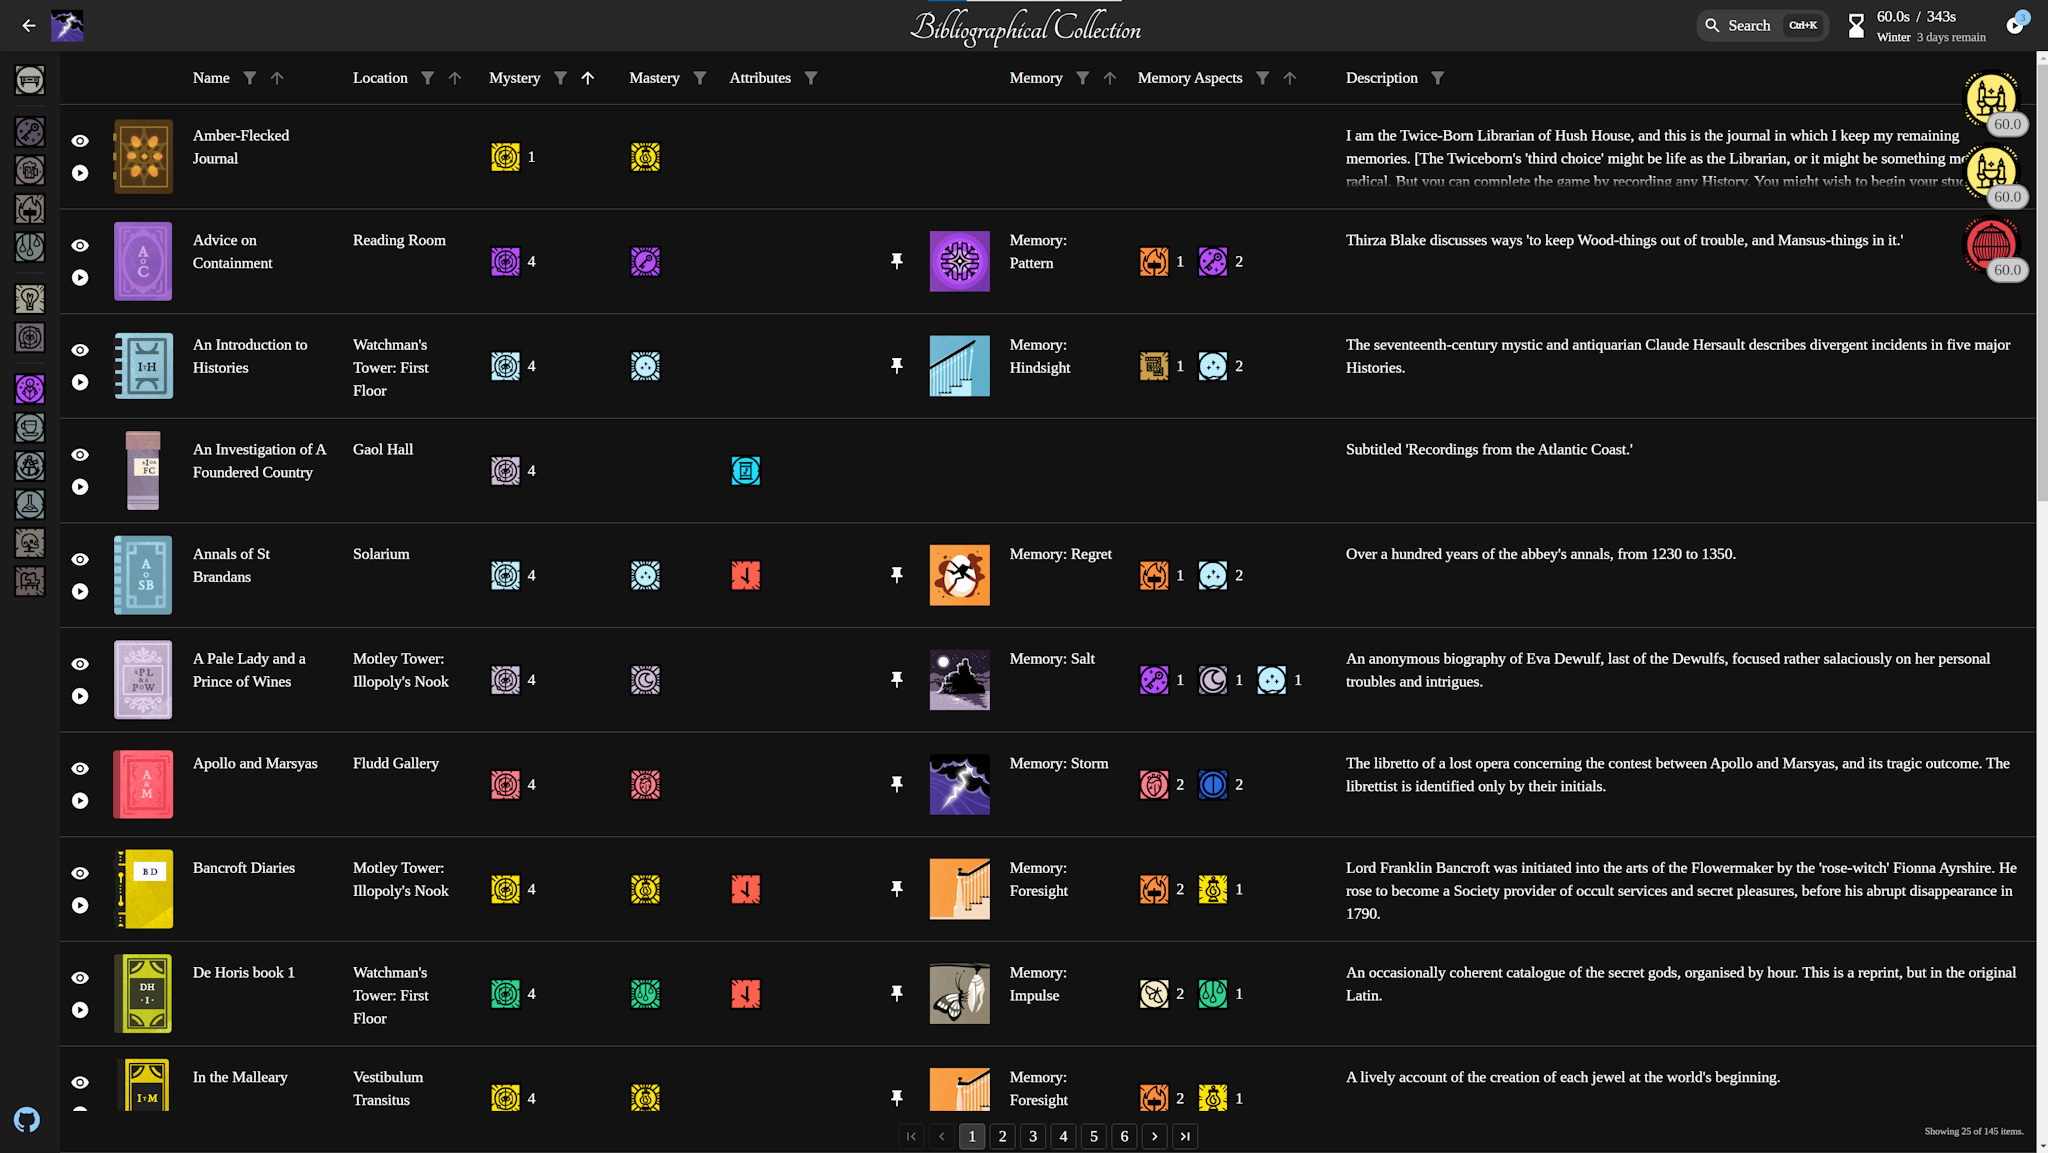 Bibliographical Collection
Search Ctrl+K
60.0s / 343s
Winter 3 days remain
3
Name Location Mystery Mastery Attributes Memory Memory Aspects Description
60.0
60.0
60.0
Amber-Flecked
Journal
1
I am the Twice-Born Librarian of Hush House, and this is the journal in which I keep my remaining
memories. [The Twiceborn's 'third choice' might be life as the Librarian, or it might be something
radical. But you can complete the game by recording any History. You might wish to begin your
A
O
C
Advice on
Containment
Reading Room
4
Memory:
Pattern
1 2
Thirza Blake discusses ways 'to keep Wood-things out of trouble, and Mansus-things in it.'
ITH
An Introduction to
Histories
Watchman's
Tower: First
Floor
4
Memory:
Hindsight
1 2
The seventeenth-century mystic and antiquarian Claude Hersault describes divergent incidents in five major
Histories.
AIOA
FC
An Investigation of A
Foundered Country
Gaol Hall
4
Subtitled 'Recordings from the Atlantic Coast.'
A
O
SB
Annals of St
Brandans
Solarium
4
Memory: Regret
1 2
Over a hundred years of the abbey's annals, from 1230 to 1350.
APL
&A
POW
A Pale Lady and a
Prince of Wines
Motley Tower:
Illopoly's Nook
4
Memory: Salt
1 1 1
An anonymous biography of Eva Dewulf, last of the Dewulfs, focused rather salaciously on her personal
troubles and intrigues.
A
&
M
Apollo and Marsyas
Fludd Gallery
4
Memory: Storm
2 2
The libretto of a lost opera concerning the contest between Apollo and Marsyas, and its tragic outcome. The
librettist is identified only by their initials.
BD
Bancroft Diaries
Motley Tower:
Illopoly's Nook
4
Memory:
Foresight
2 1
Lord Franklin Bancroft was initiated into the arts of the Flowermaker by the 'rose-witch' Fionna Ayrshire. He
rose to become a Society provider of occult services and secret pleasures, before his abrupt disappearance in
1790.
DH
·I·
De Horis book 1
Watchman's
Tower: First
Floor
4
Memory:
Impulse
2 1
An occasionally coherent catalogue of the secret gods, organised by hour. This is a reprint, but in the original
Latin.
ITM
In the Malleary
Vestibulum
Transitus
4
Memory:
Foresight
2 1
A lively account of the creation of each jewel at the world's beginning.
1 2 3 4 5 6
Showing 25 of 145 items.